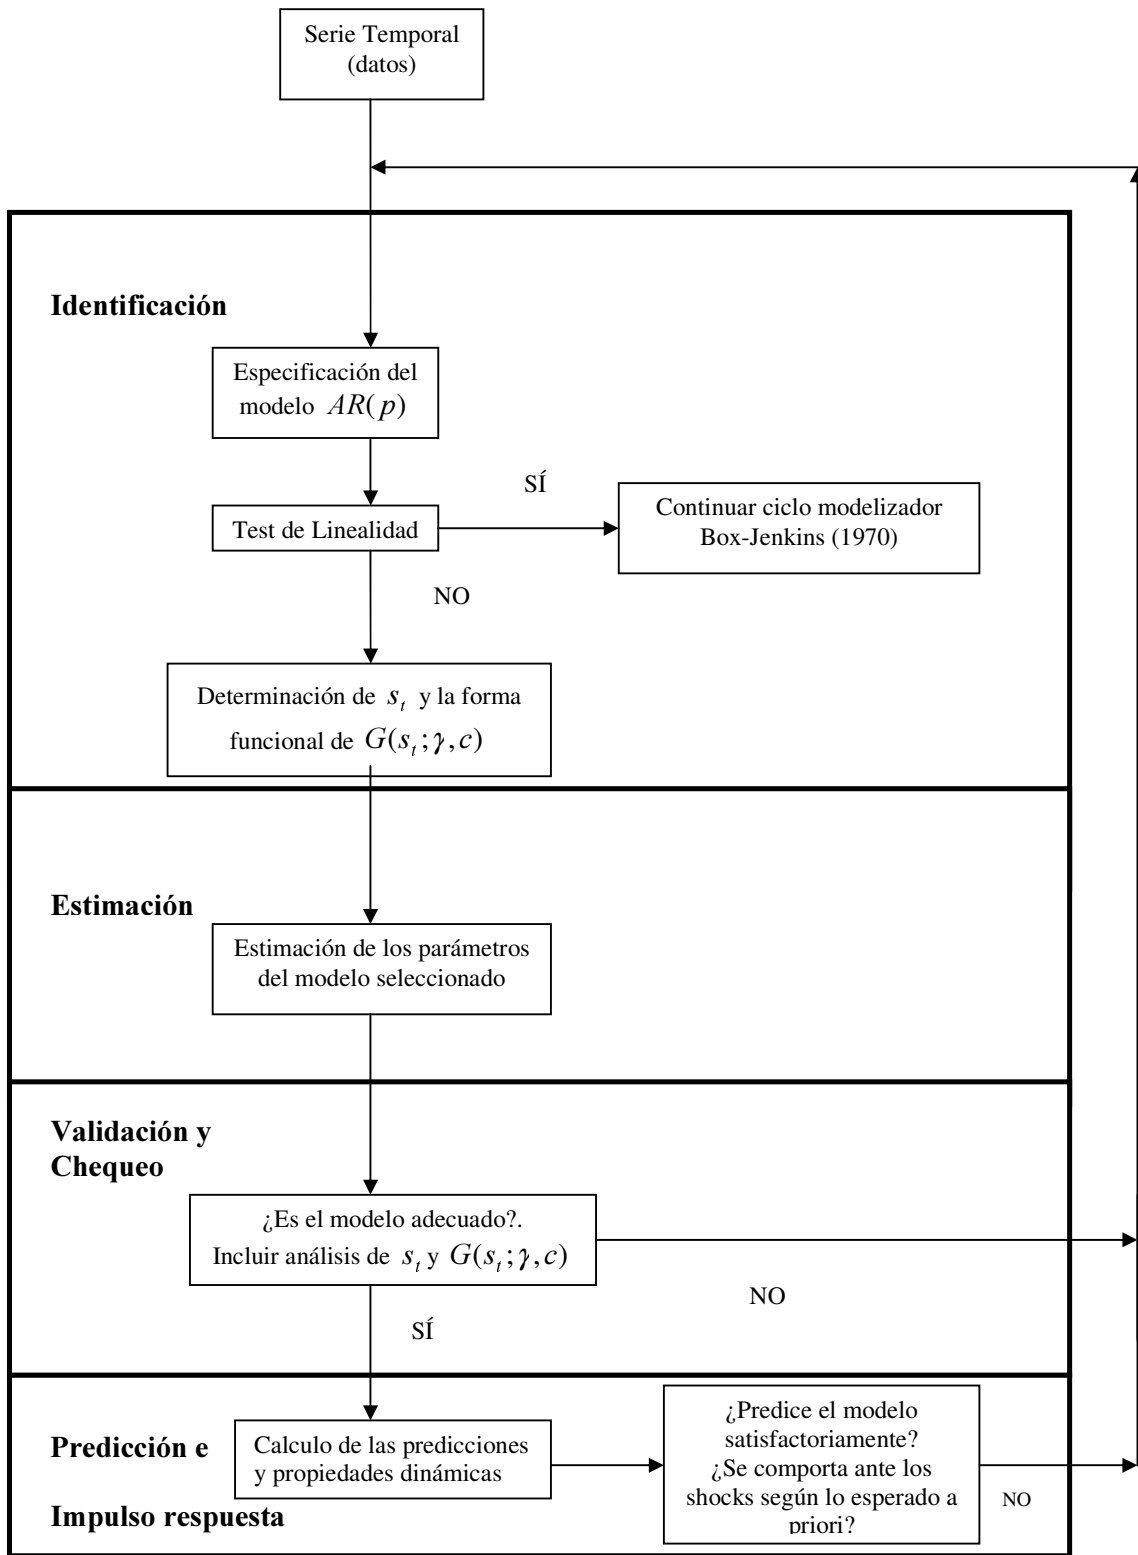 Serie Temporal
(datos)
Identificación
Especificación del
modelo AR(p)
SÍ
Test de Linealidad
Continuar ciclo modelizador
Box-Jenkins (1970)
NO
Determinación de s_t y la forma
funcional de G(s_t; γ, c)
Estimación
Estimación de los parámetros
del modelo seleccionado
Validación y
Chequeo
¿Es el modelo adecuado?.
Incluir análisis de s_t y G(s_t; γ, c)
NO
SÍ
Predicción e
Impulso respuesta
Calculo de las predicciones
y propiedades dinámicas
¿Predice el modelo
satisfactoriamente?
¿Se comporta ante los
shocks según lo esperado a
priori?
NO